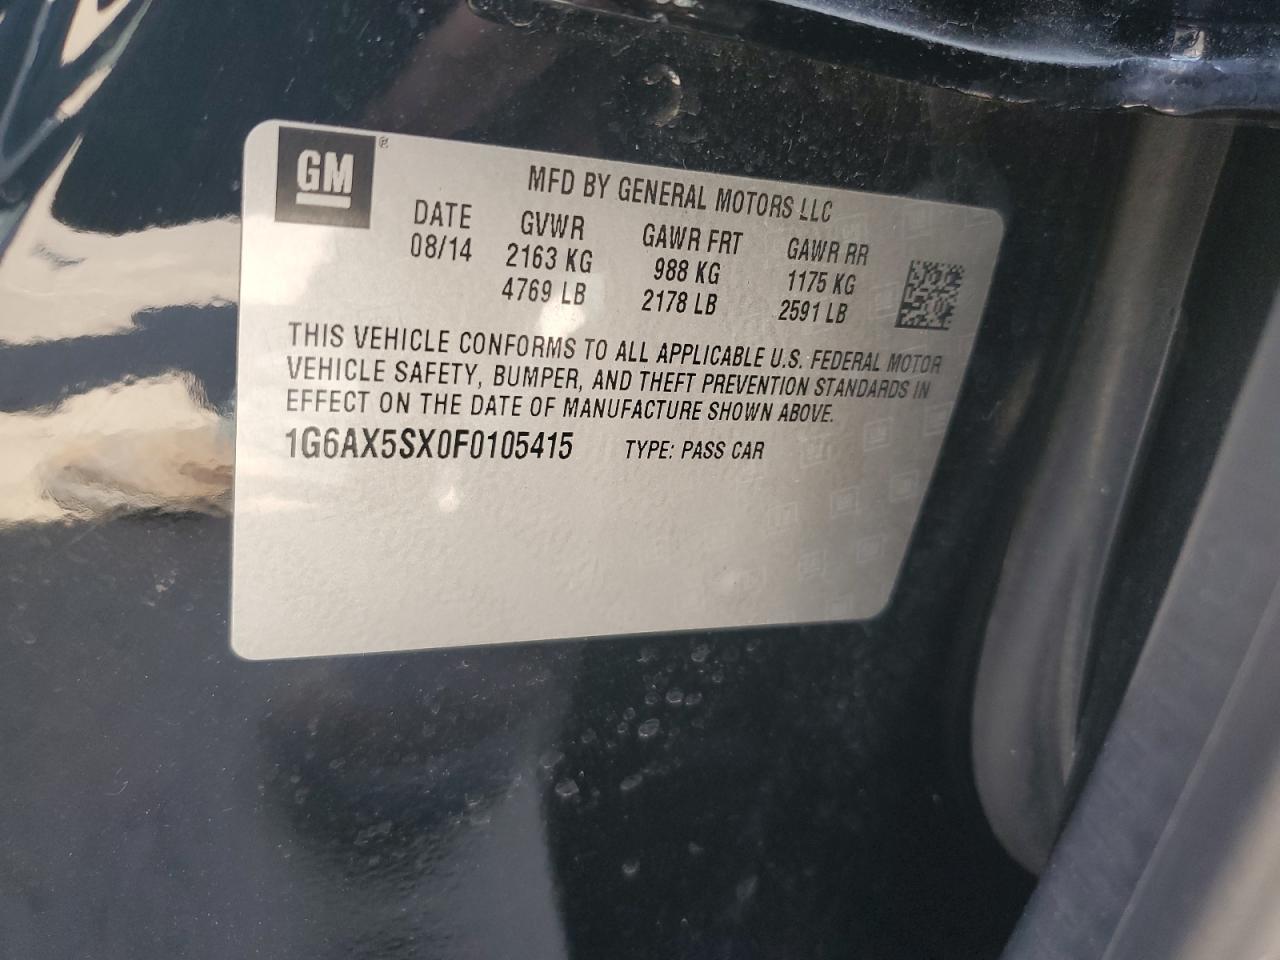 GM®
MFD BY GENERAL MOTORS LLC
DATE GVWR GAWR FRT GAWR RR
08/14 2163 KG 988 KG 1175 KG
4769 LB 2178 LB 2591 LB
THIS VEHICLE CONFORMS TO ALL APPLICABLE U.S. FEDERAL MOTOR
VEHICLE SAFETY, BUMPER, AND THEFT PREVENTION STANDARDS IN
EFFECT ON THE DATE OF MANUFACTURE SHOWN ABOVE.
1G6AX5SX0F0105415 TYPE: PASS CAR